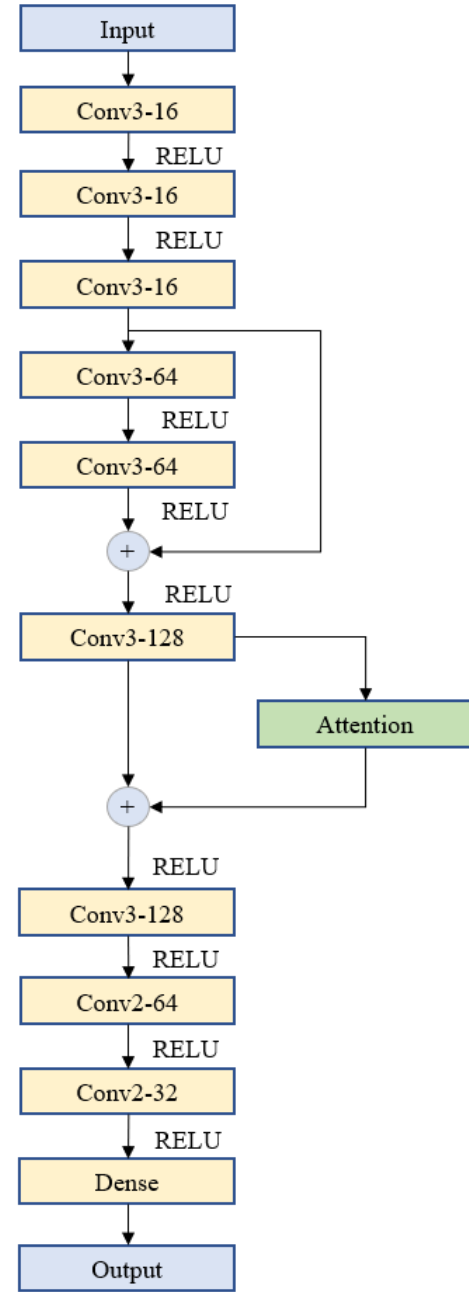 Input
Conv3-16
RELU
Conv3-16
RELU
Conv3-16
Conv3-64
RELU
Conv3-64
RELU
+
RELU
Conv3-128
Attention
+
RELU
Conv3-128
RELU
Conv2-64
RELU
Conv2-32
RELU
Dense
Output